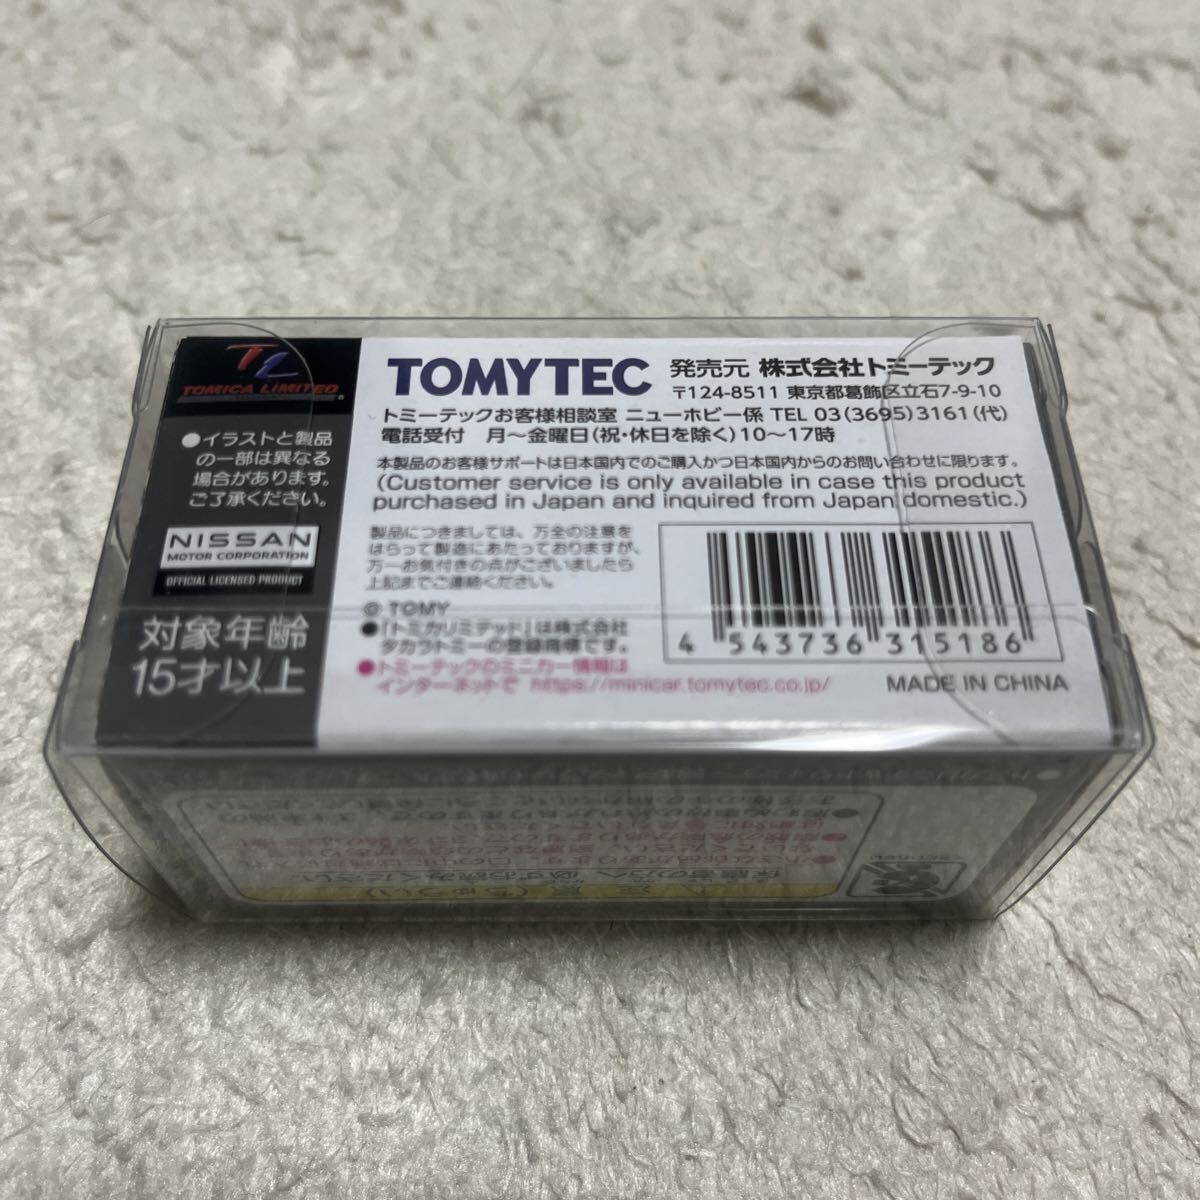 TL
TOMICA LIMITED
●イラストと製品
の一部は異なる
場合があります。
ご了承ください。
NISSAN
MOTOR CORPORATION
OFFICIAL LICENSED PRODUCT
対象年齢
15才以上
TOMYTEC 発売元 株式会社トミーテック
〒124-8511 東京都葛飾区立石7-9-10
トミーテックお客様相談室 ニューホビー係 TEL 03(3695)3161(代)
電話受付 月〜金曜日(祝・休日を除く)10〜17時
本製品のお客様サポートは日本国内でのご購入かつ日本国内からのお問い合わせに限ります。
(Customer service is only available in case this product
purchased in Japan and inquired from Japan domestic.)
製品につきましては、万全の注意を
はらって製造にあたっておりますが、
万一お気付きの点がございましたら
上記までご連絡ください。
© TOMY
●「トミカリミテッド」は株式会社
タカラトミーの登録商標です。
●トミーテックのミニカー情報は
インターネットで https://minicar.tomytec.co.jp/
4 543736 315186
MADE IN CHINA